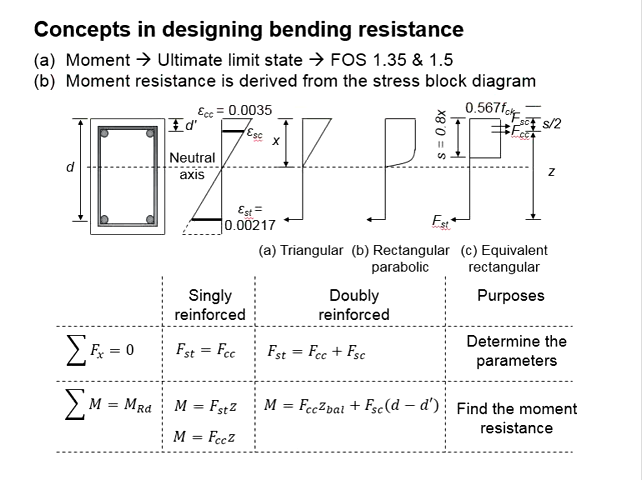 Concepts in designing bending resistance
(a) Moment → Ultimate limit state → FOS 1.35 & 1.5
(b) Moment resistance is derived from the stress block diagram
εcc = 0.0035
0.567fck
d'
εsc
x
s = 0.8x
Fsc
Fcc
s/2
Neutral
axis
d
z
εst =
0.00217
Fst
(a) Triangular (b) Rectangular (c) Equivalent
parabolic rectangular
Singly Doubly Purposes
reinforced reinforced
∑ Fx = 0 Fst = Fcc Fst = Fcc + Fsc Determine the
parameters
∑ M = MRd M = Fstz M = Fcczbal + Fsc(d − d′) Find the moment
resistance
M = Fccz